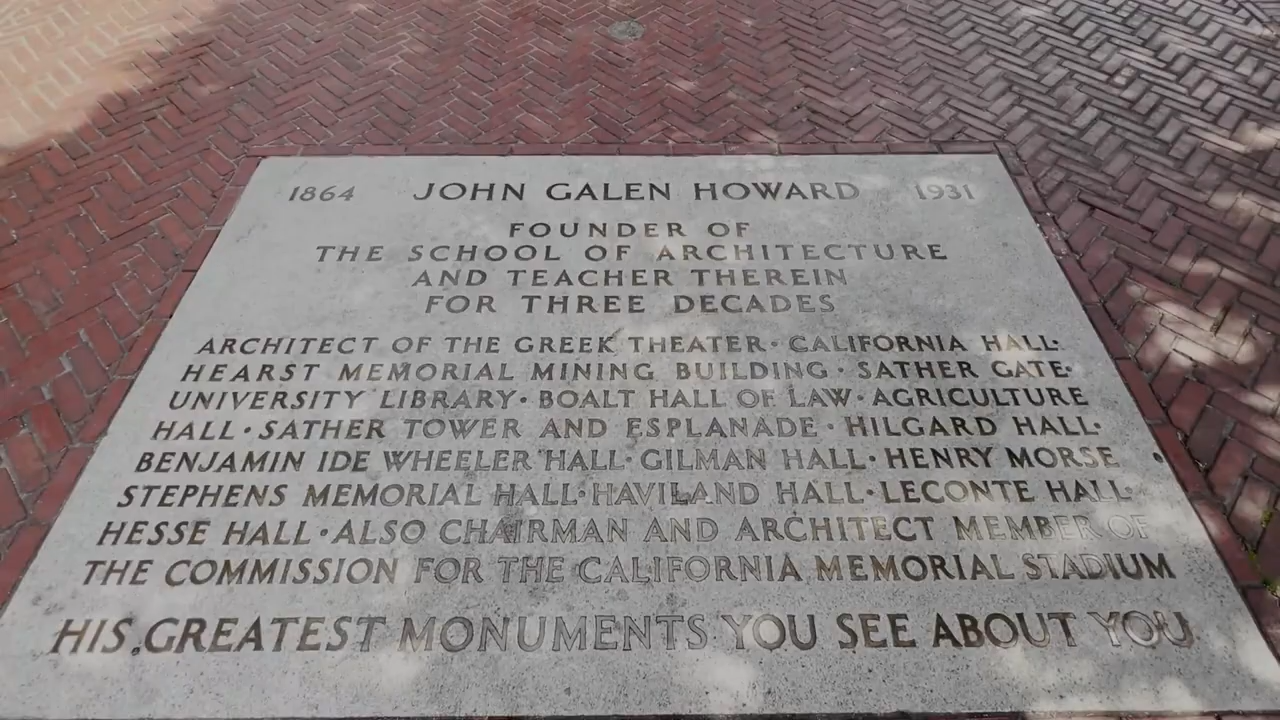 1864 JOHN GALEN HOWARD 1931
FOUNDER OF
THE SCHOOL OF ARCHITECTURE
AND TEACHER THEREIN
FOR THREE DECADES
ARCHITECT OF THE GREEK THEATER · CALIFORNIA HALL ·
HEARST MEMORIAL MINING BUILDING · SATHER GATE ·
UNIVERSITY LIBRARY · BOALT HALL OF LAW · AGRICULTURE
HALL · SATHER TOWER AND ESPLANADE · HILGARD HALL ·
BENJAMIN IDE WHEELER HALL · GILMAN HALL · HENRY MORSE
STEPHENS MEMORIAL HALL · HAVILAND HALL · LECONTE HALL ·
HESSE HALL · ALSO CHAIRMAN AND ARCHITECT MEMBER OF
THE COMMISSION FOR THE CALIFORNIA MEMORIAL STADIUM
HIS GREATEST MONUMENTS YOU SEE ABOUT YOU